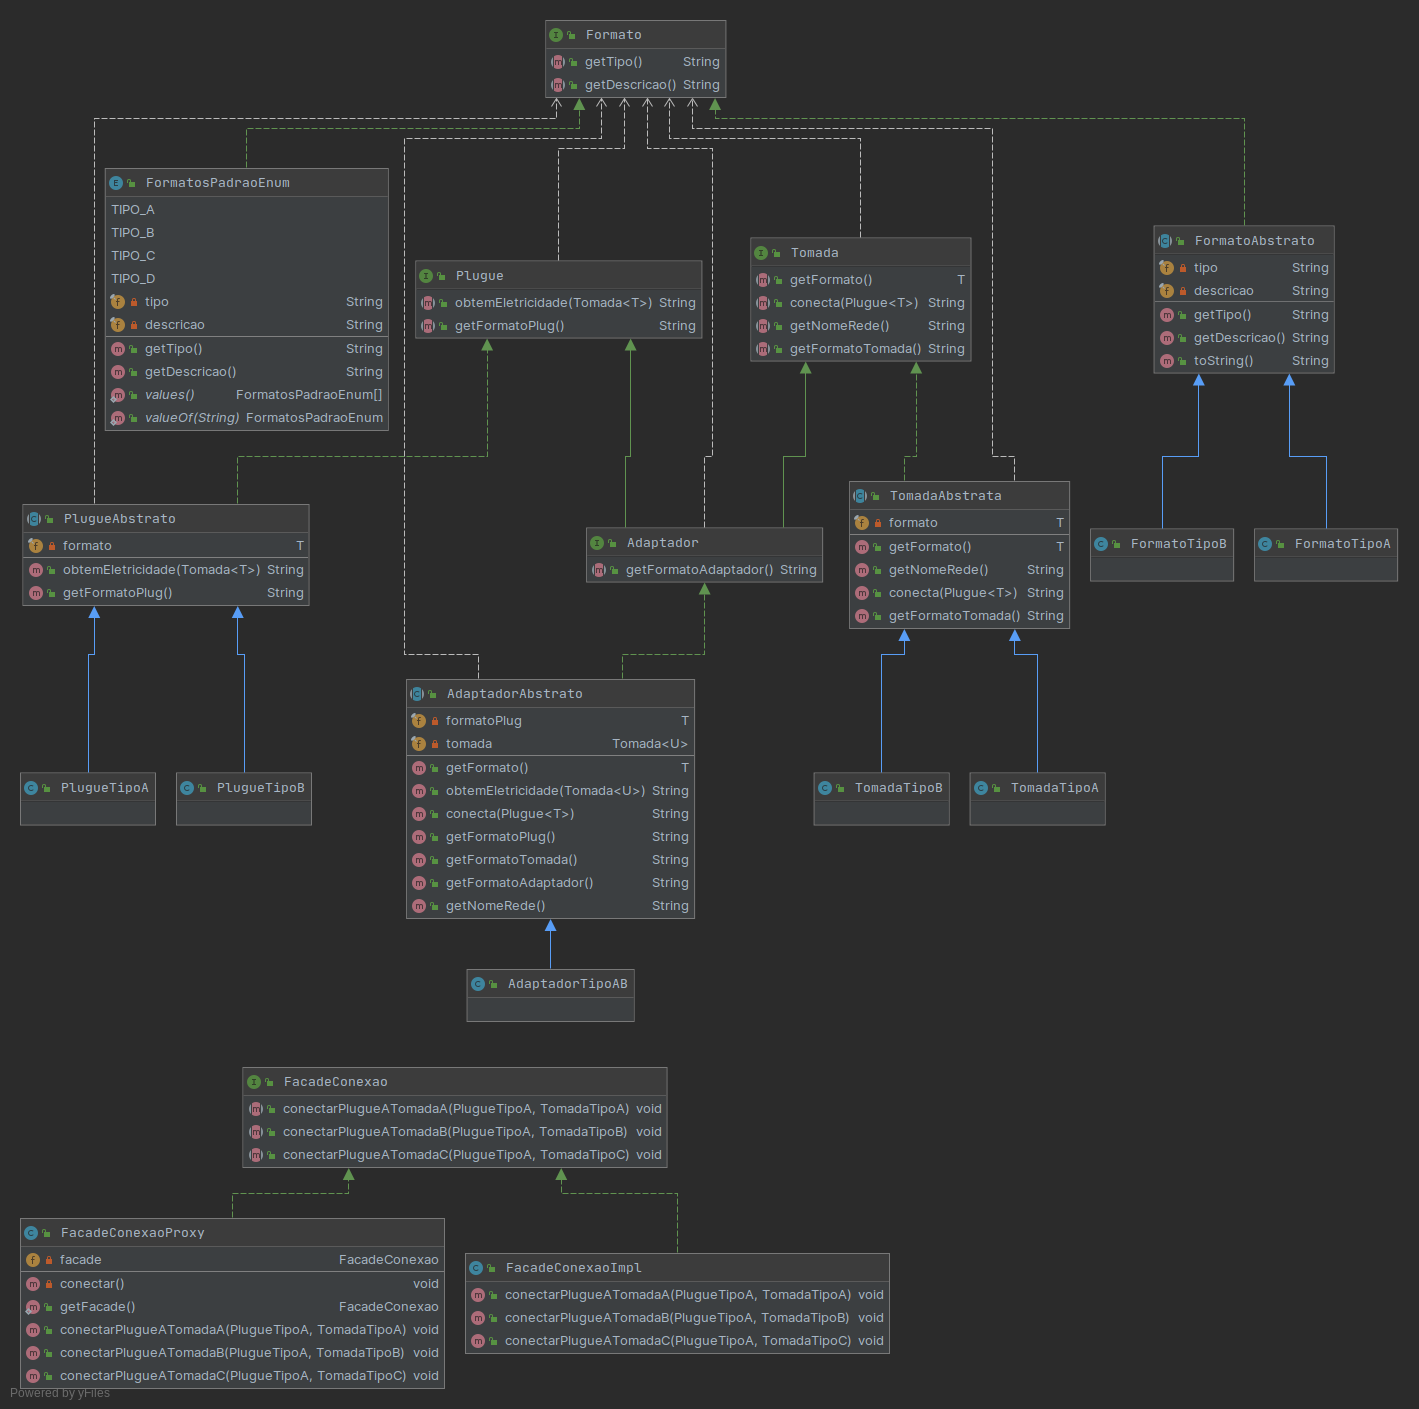 Formato
getTipo() String
getDescricao() String
FormatosPadraoEnum
TIPO_A
TIPO_B
TIPO_C
TIPO_D
tipo String
descricao String
getTipo() String
getDescricao() String
values() FormatosPadraoEnum[]
valueOf(String) FormatosPadraoEnum
Plugue
obtemEletricidade(Tomada<T>) String
getFormatoPlug() String
Tomada
getFormato() T
conecta(Plugue<T>) String
getNomeRede() String
getFormatoTomada() String
FormatoAbstrato
tipo String
descricao String
getTipo() String
getDescricao() String
toString() String
PlugueAbstrato
formato T
obtemEletricidade(Tomada<T>) String
getFormatoPlug() String
Adaptador
getFormatoAdaptador() String
TomadaAbstrata
formato T
getFormato() T
getNomeRede() String
conecta(Plugue<T>) String
getFormatoTomada() String
FormatoTipoB
FormatoTipoA
AdaptadorAbstrato
formatoPlug T
tomada Tomada<U>
getFormato() T
obtemEletricidade(Tomada<U>) String
conecta(Plugue<T>) String
getFormatoPlug() String
getFormatoTomada() String
getFormatoAdaptador() String
getNomeRede() String
PlugueTipoA
PlugueTipoB
TomadaTipoB
TomadaTipoA
AdaptadorTipoAB
FacadeConexao
conectarPlugueATomadaA(PlugueTipoA, TomadaTipoA) void
conectarPlugueATomadaB(PlugueTipoA, TomadaTipoB) void
conectarPlugueATomadaC(PlugueTipoA, TomadaTipoC) void
FacadeConexaoProxy
facade FacadeConexao
conectar() void
getFacade() FacadeConexao
conectarPlugueATomadaA(PlugueTipoA, TomadaTipoA) void
conectarPlugueATomadaB(PlugueTipoA, TomadaTipoB) void
conectarPlugueATomadaC(PlugueTipoA, TomadaTipoC) void
FacadeConexaoImpl
conectarPlugueATomadaA(PlugueTipoA, TomadaTipoA) void
conectarPlugueATomadaB(PlugueTipoA, TomadaTipoB) void
conectarPlugueATomadaC(PlugueTipoA, TomadaTipoC) void
Powered by yFiles